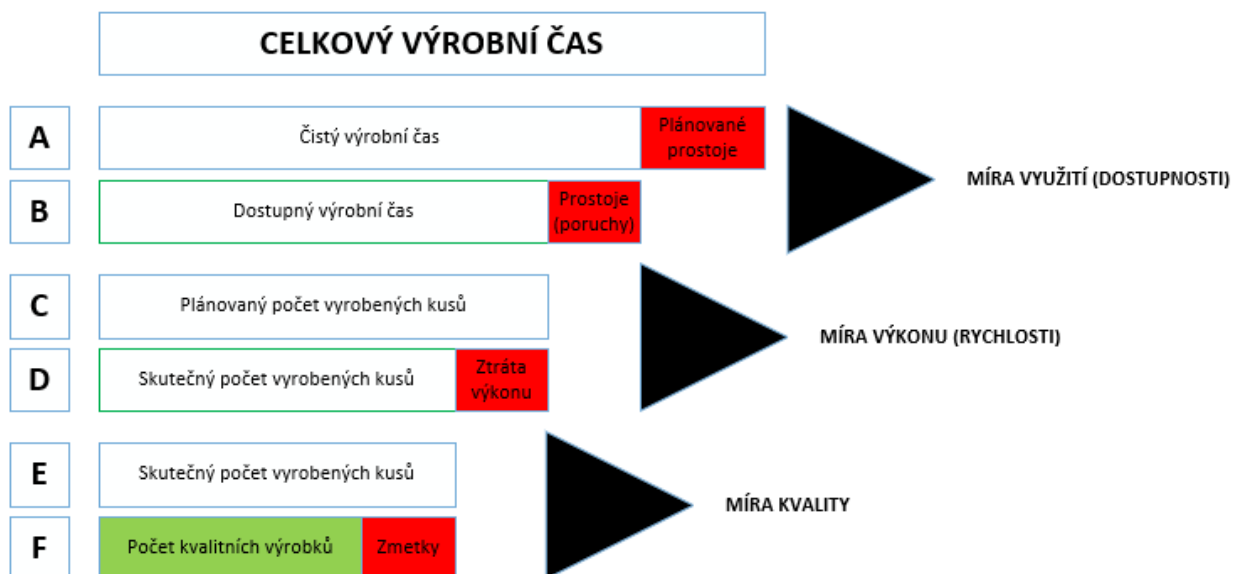 CELKOVÝ VÝROBNÍ ČAS
A
Čistý výrobní čas
Plánované
prostoje
MÍRA VYUŽITÍ (DOSTUPNOSTI)
B
Dostupný výrobní čas
Prostoje
(poruchy)
C
Plánovaný počet vyrobených kusů
MÍRA VÝKONU (RYCHLOSTI)
D
Skutečný počet vyrobených kusů
Ztráta
výkonu
E
Skutečný počet vyrobených kusů
MÍRA KVALITY
F
Počet kvalitních výrobků
Zmetky